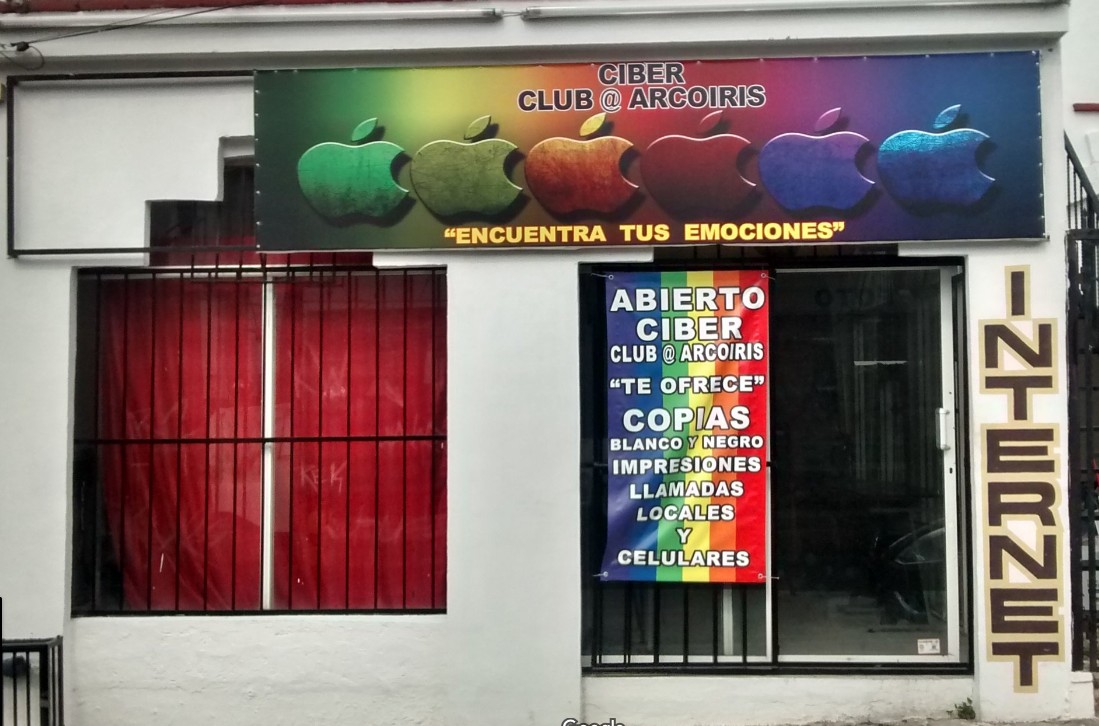 CIBER
CLUB @ ARCOIRIS
“ENCUENTRA TUS EMOCIONES”
ABIERTO
CIBER
CLUB @ ARCOIRIS
“TE OFRECE”
COPIAS
BLANCO Y NEGRO
IMPRESIONES
LLAMADAS
LOCALES
Y
CELULARES
INTERNET
Google